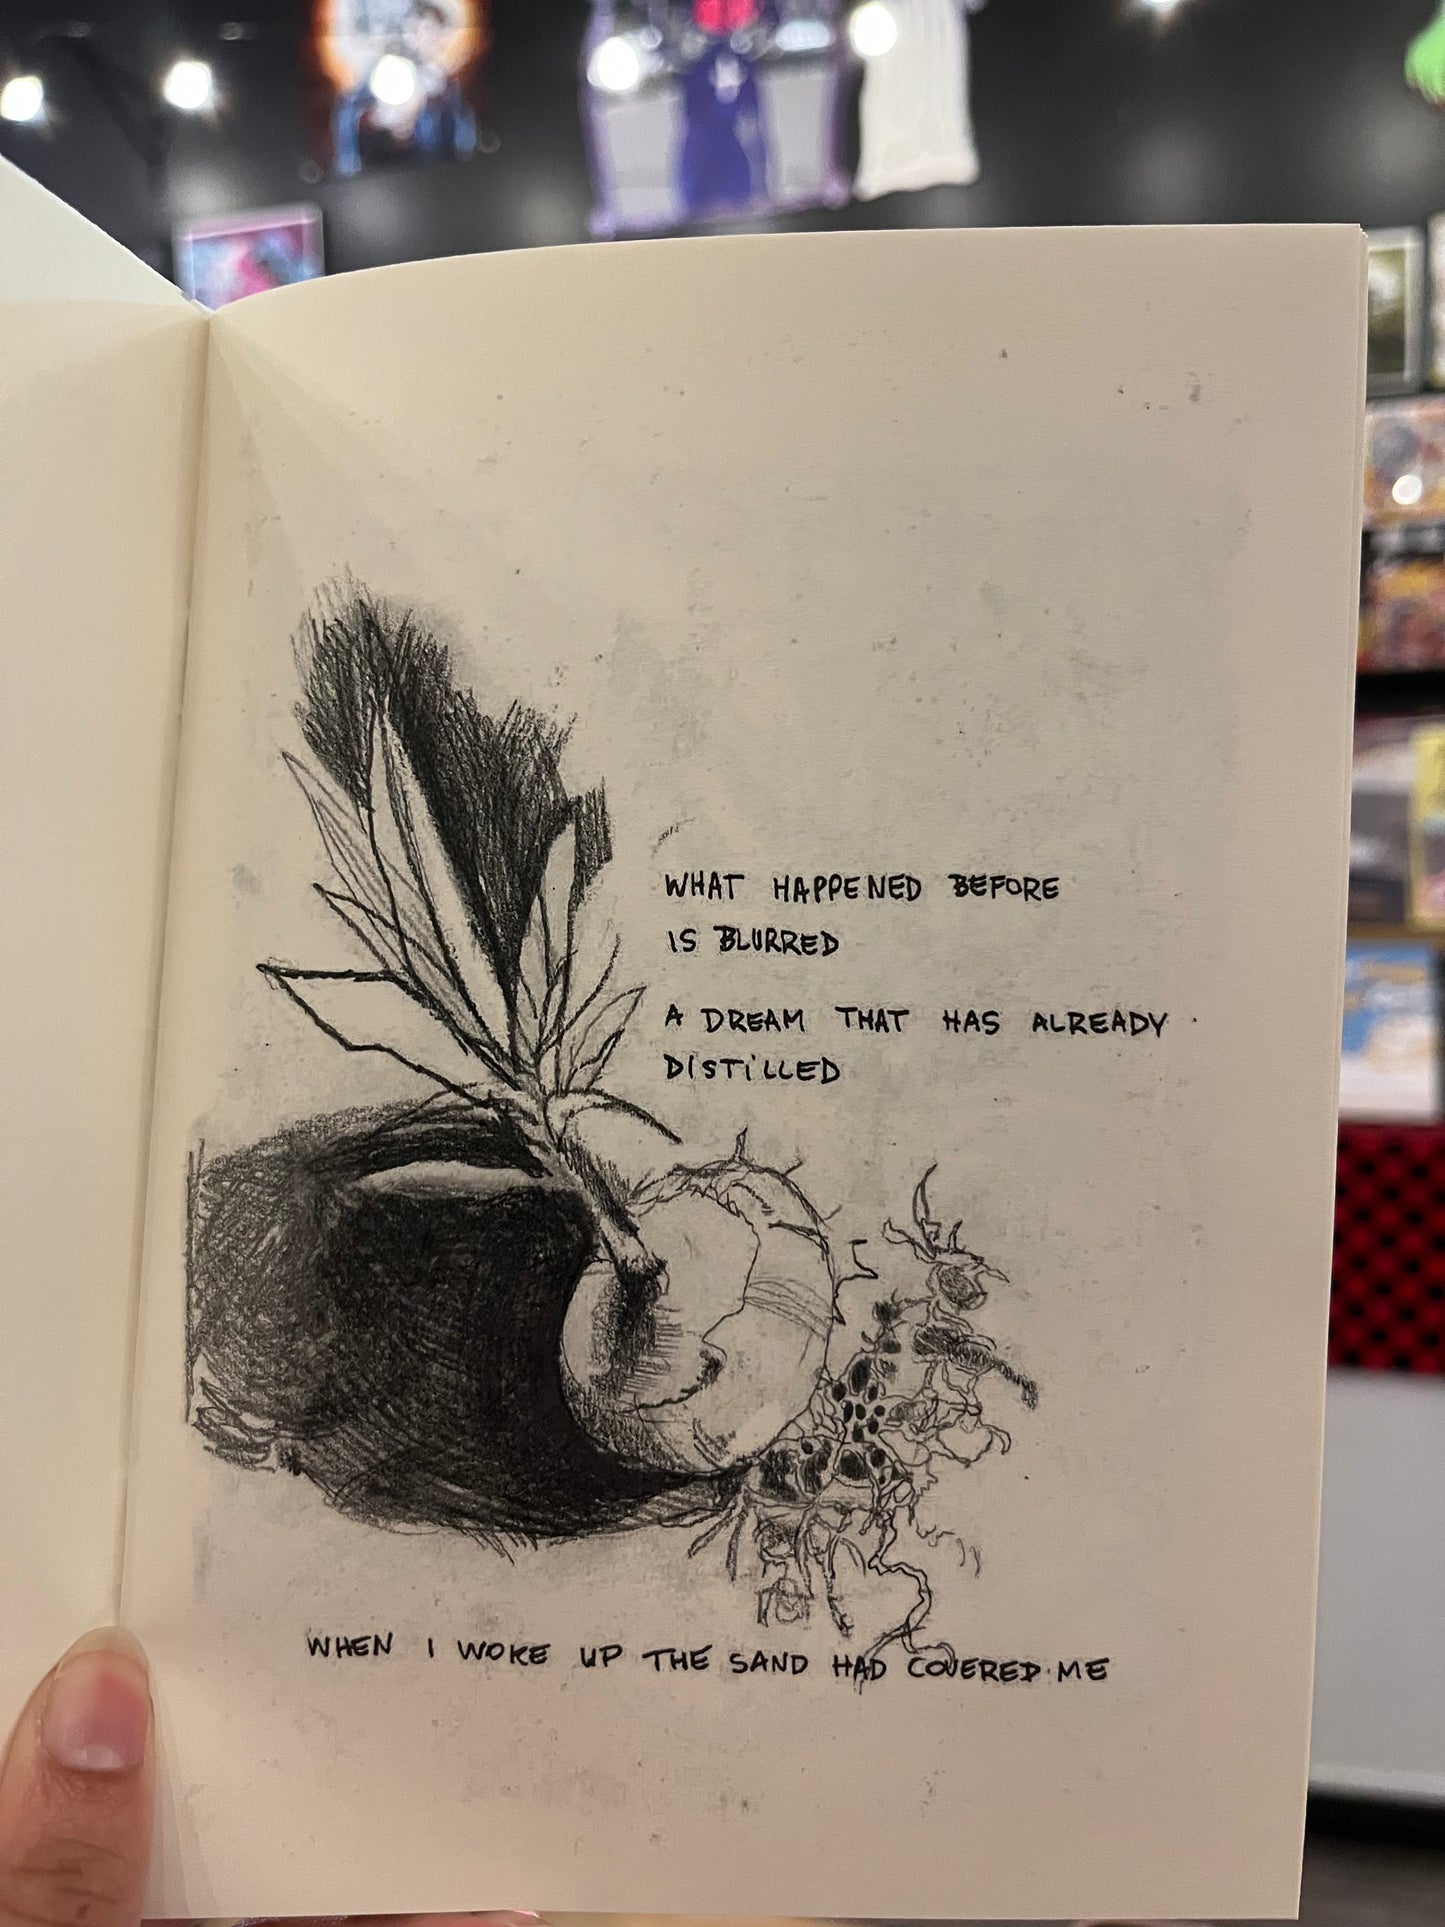 WHAT HAPPENED BEFORE
IS BLURRED
A DREAM THAT HAS ALREADY
DISTILLED
WHEN I WOKE UP THE SAND HAD COVERED ME